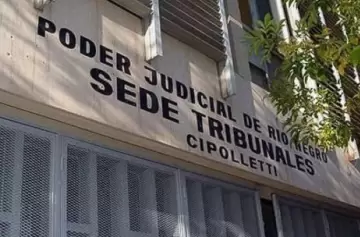 PODER JUDICIAL DE RIO NEGRO
SEDE TRIBUNALES
CIPOLLETTI